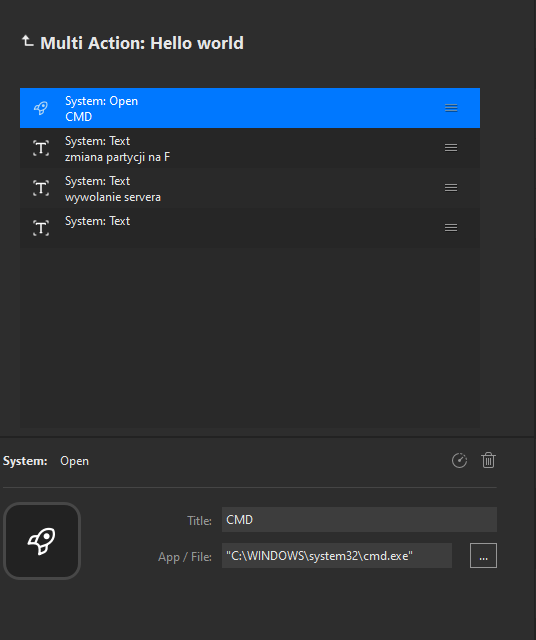 Multi Action: Hello world
System: Open
CMD
System: Text
zmiana partycji na F
System: Text
wywolanie servera
System: Text
System: Open
Title: CMD
App / File: "C:\WINDOWS\system32\cmd.exe" ...